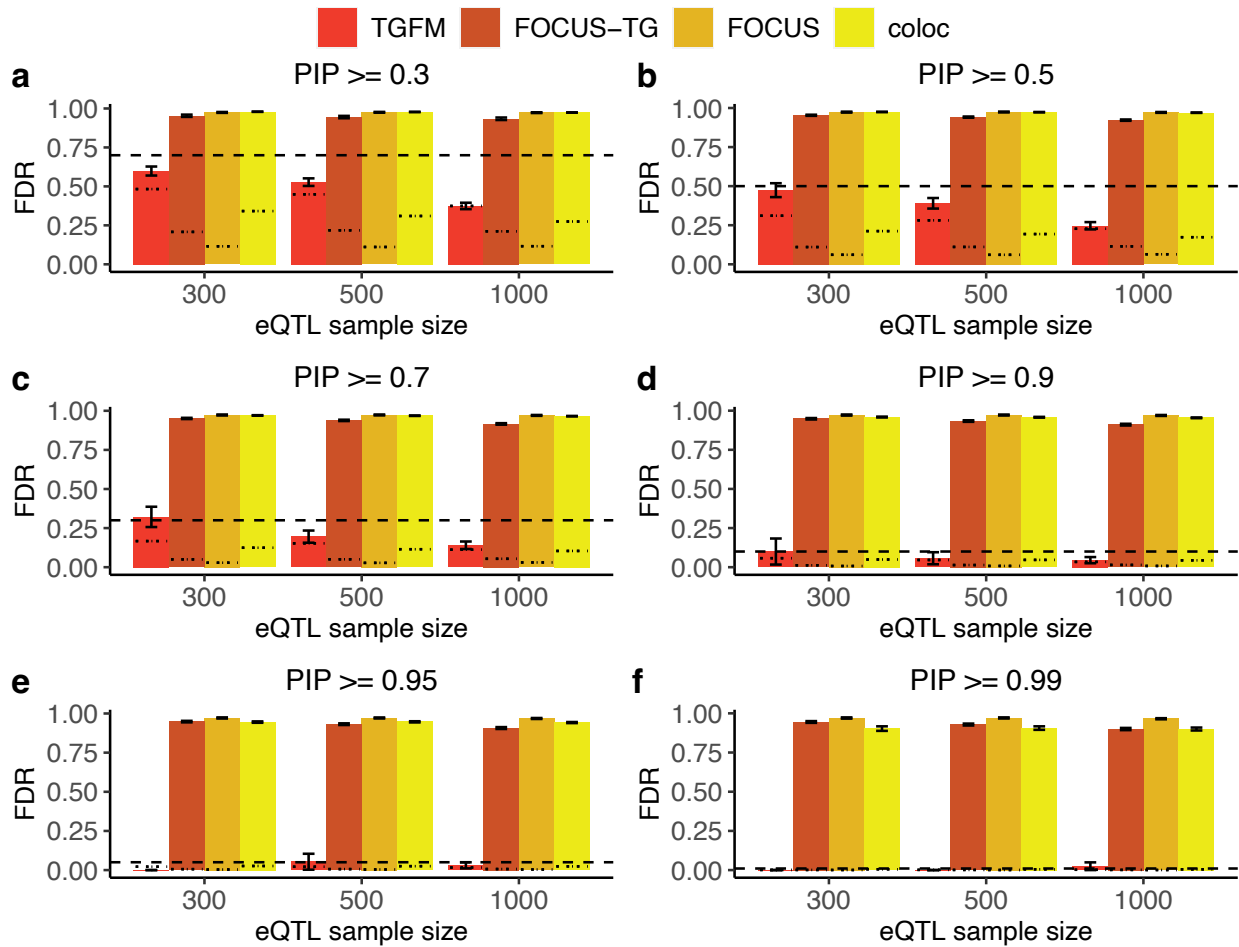 TGFM FOCUS-TG FOCUS coloc
a PIP >= 0.3
FDR
1.00
0.75
0.50
0.25
0.00
300 500 1000
eQTL sample size
b PIP >= 0.5
FDR
1.00
0.75
0.50
0.25
0.00
300 500 1000
eQTL sample size
c PIP >= 0.7
FDR
1.00
0.75
0.50
0.25
0.00
300 500 1000
eQTL sample size
d PIP >= 0.9
FDR
1.00
0.75
0.50
0.25
0.00
300 500 1000
eQTL sample size
e PIP >= 0.95
FDR
1.00
0.75
0.50
0.25
0.00
300 500 1000
eQTL sample size
f PIP >= 0.99
FDR
1.00
0.75
0.50
0.25
0.00
300 500 1000
eQTL sample size